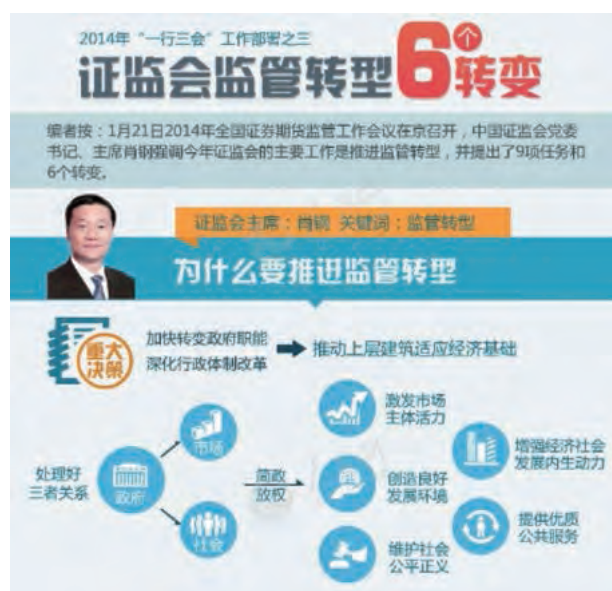 2014年“一行三会”工作部署之三
证监会监管转型6个转变
编者按：1月21日2014年全国证券期货监管工作会议在京召开，中国证监会党委
书记、主席肖钢强调今年证监会的主要工作是推进监管转型，并提出了9项任务和
6个转变。
证监会主席：肖钢 关键词：监管转型
为什么要推进监管转型
重大
决策
加快转变政府职能
深化行政体制改革
推动上层建筑适应经济基础
处理好
三者关系
政府
市场
社会
简政
放权
激发市场
主体活力
创造良好
发展环境
维护社会
公平正义
增强经济社会
发展内生动力
提供优质
公共服务